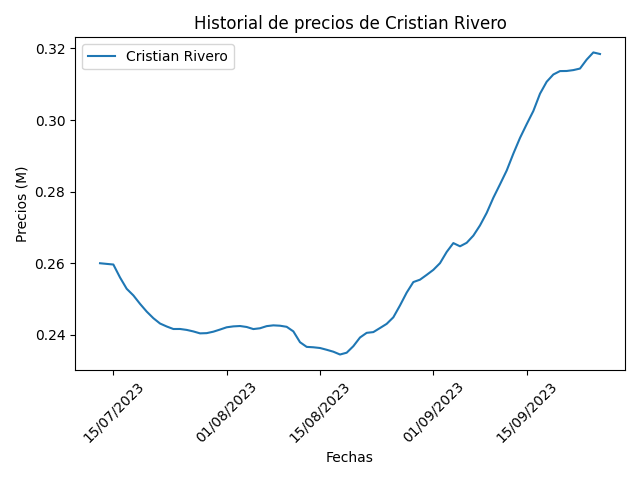 Historial de precios de Cristian Rivero
Cristian Rivero
Precios (M)
0.32
0.30
0.28
0.26
0.24
15/07/2023
01/08/2023
15/08/2023
01/09/2023
15/09/2023
Fechas